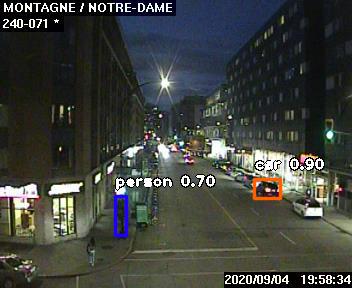 MONTAGNE / NOTRE-DAME
240-071 *
car 0.90
person 0.70
2020/09/04 19:58:34